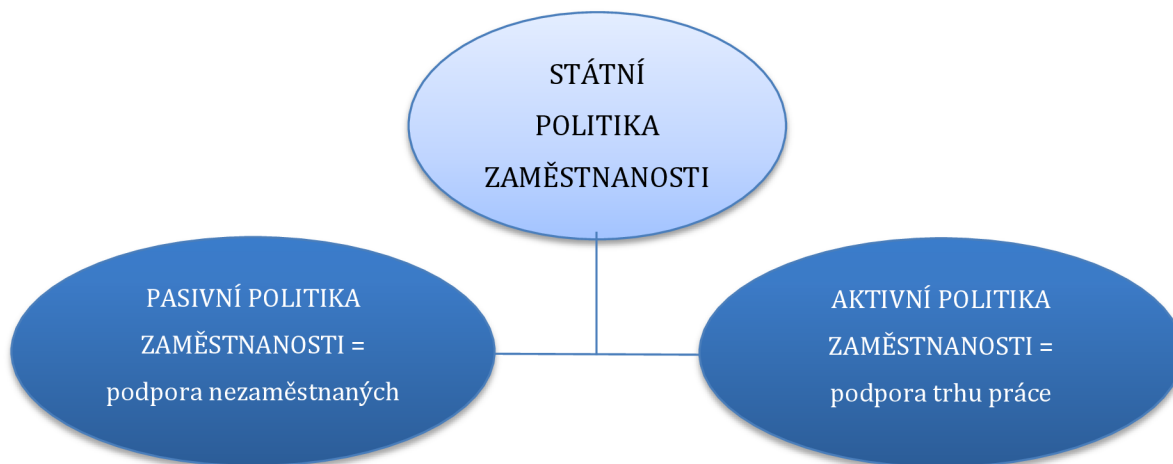 STÁTNÍ
POLITIKA
ZAMĚSTNANOSTI
PASIVNÍ POLITIKA
ZAMĚSTNANOSTI =
podpora nezaměstnaných
AKTIVNÍ POLITIKA
ZAMĚSTNANOSTI =
podpora trhu práce